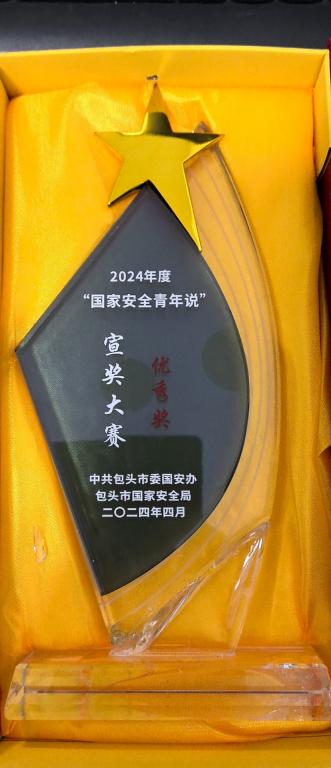 2024年度
“国家安全青年说”
宣奖大赛
优秀奖
中共包头市委国安办
包头市国家安全局
二〇二四年四月